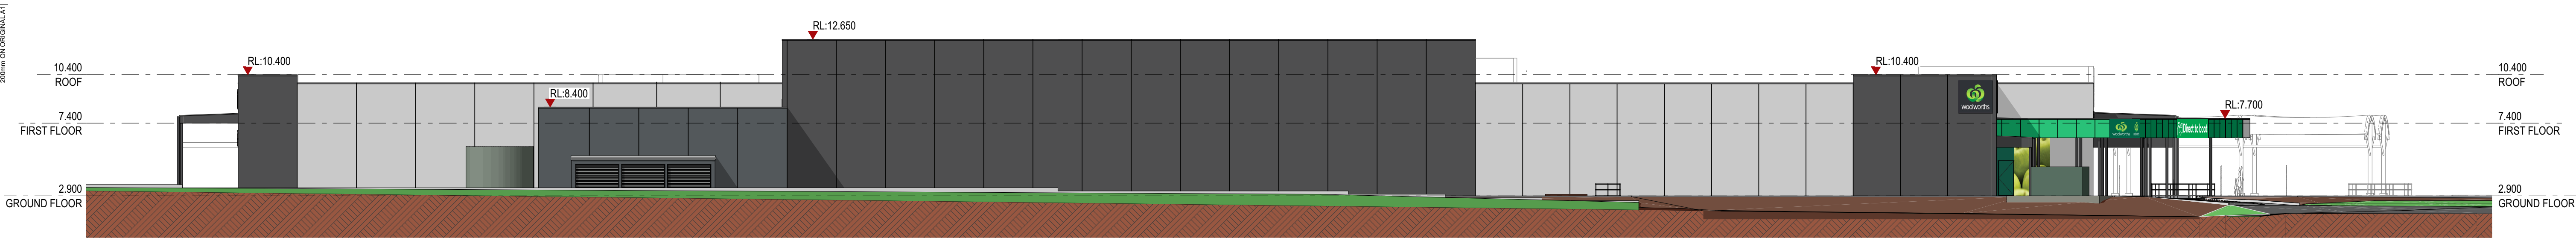 200mm ON ORIGINAL A1
RL:12.650
RL:10.400
10.400
ROOF
RL:8.400
7.400
FIRST FLOOR
2.900
GROUND FLOOR
RL:10.400
woolworths
RL:7.700
woolworths
Direct to boot
10.400
ROOF
7.400
FIRST FLOOR
2.900
GROUND FLOOR